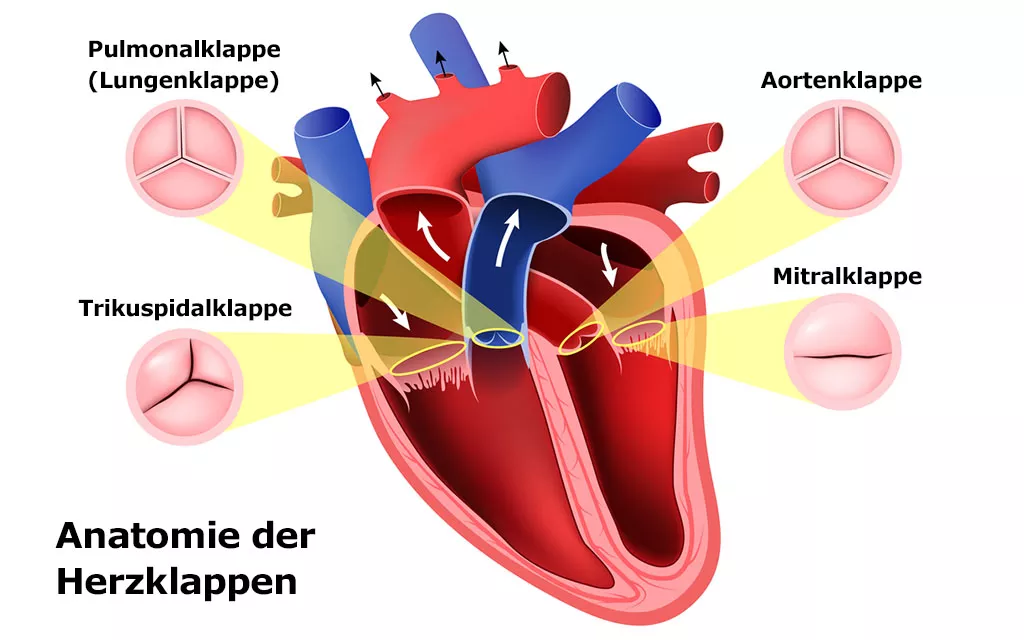 Pulmonalklappe
(Lungenklappe)
Aortenklappe
Trikuspidalklappe
Mitralklappe
Anatomie der
Herzklappen